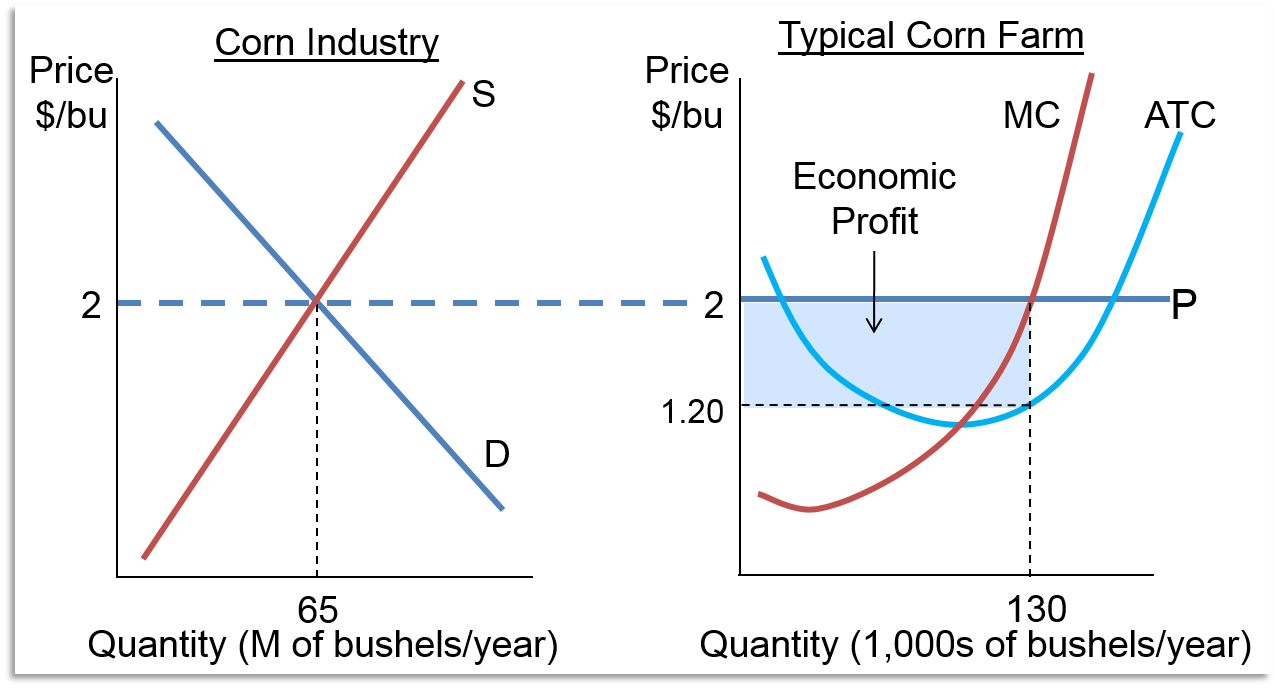 Corn Industry
Price
$/bu
S
2
D
65
Quantity (M of bushels/year)
Typical Corn Farm
Price
$/bu
MC
ATC
Economic
Profit
2
P
1.20
130
Quantity (1,000s of bushels/year)